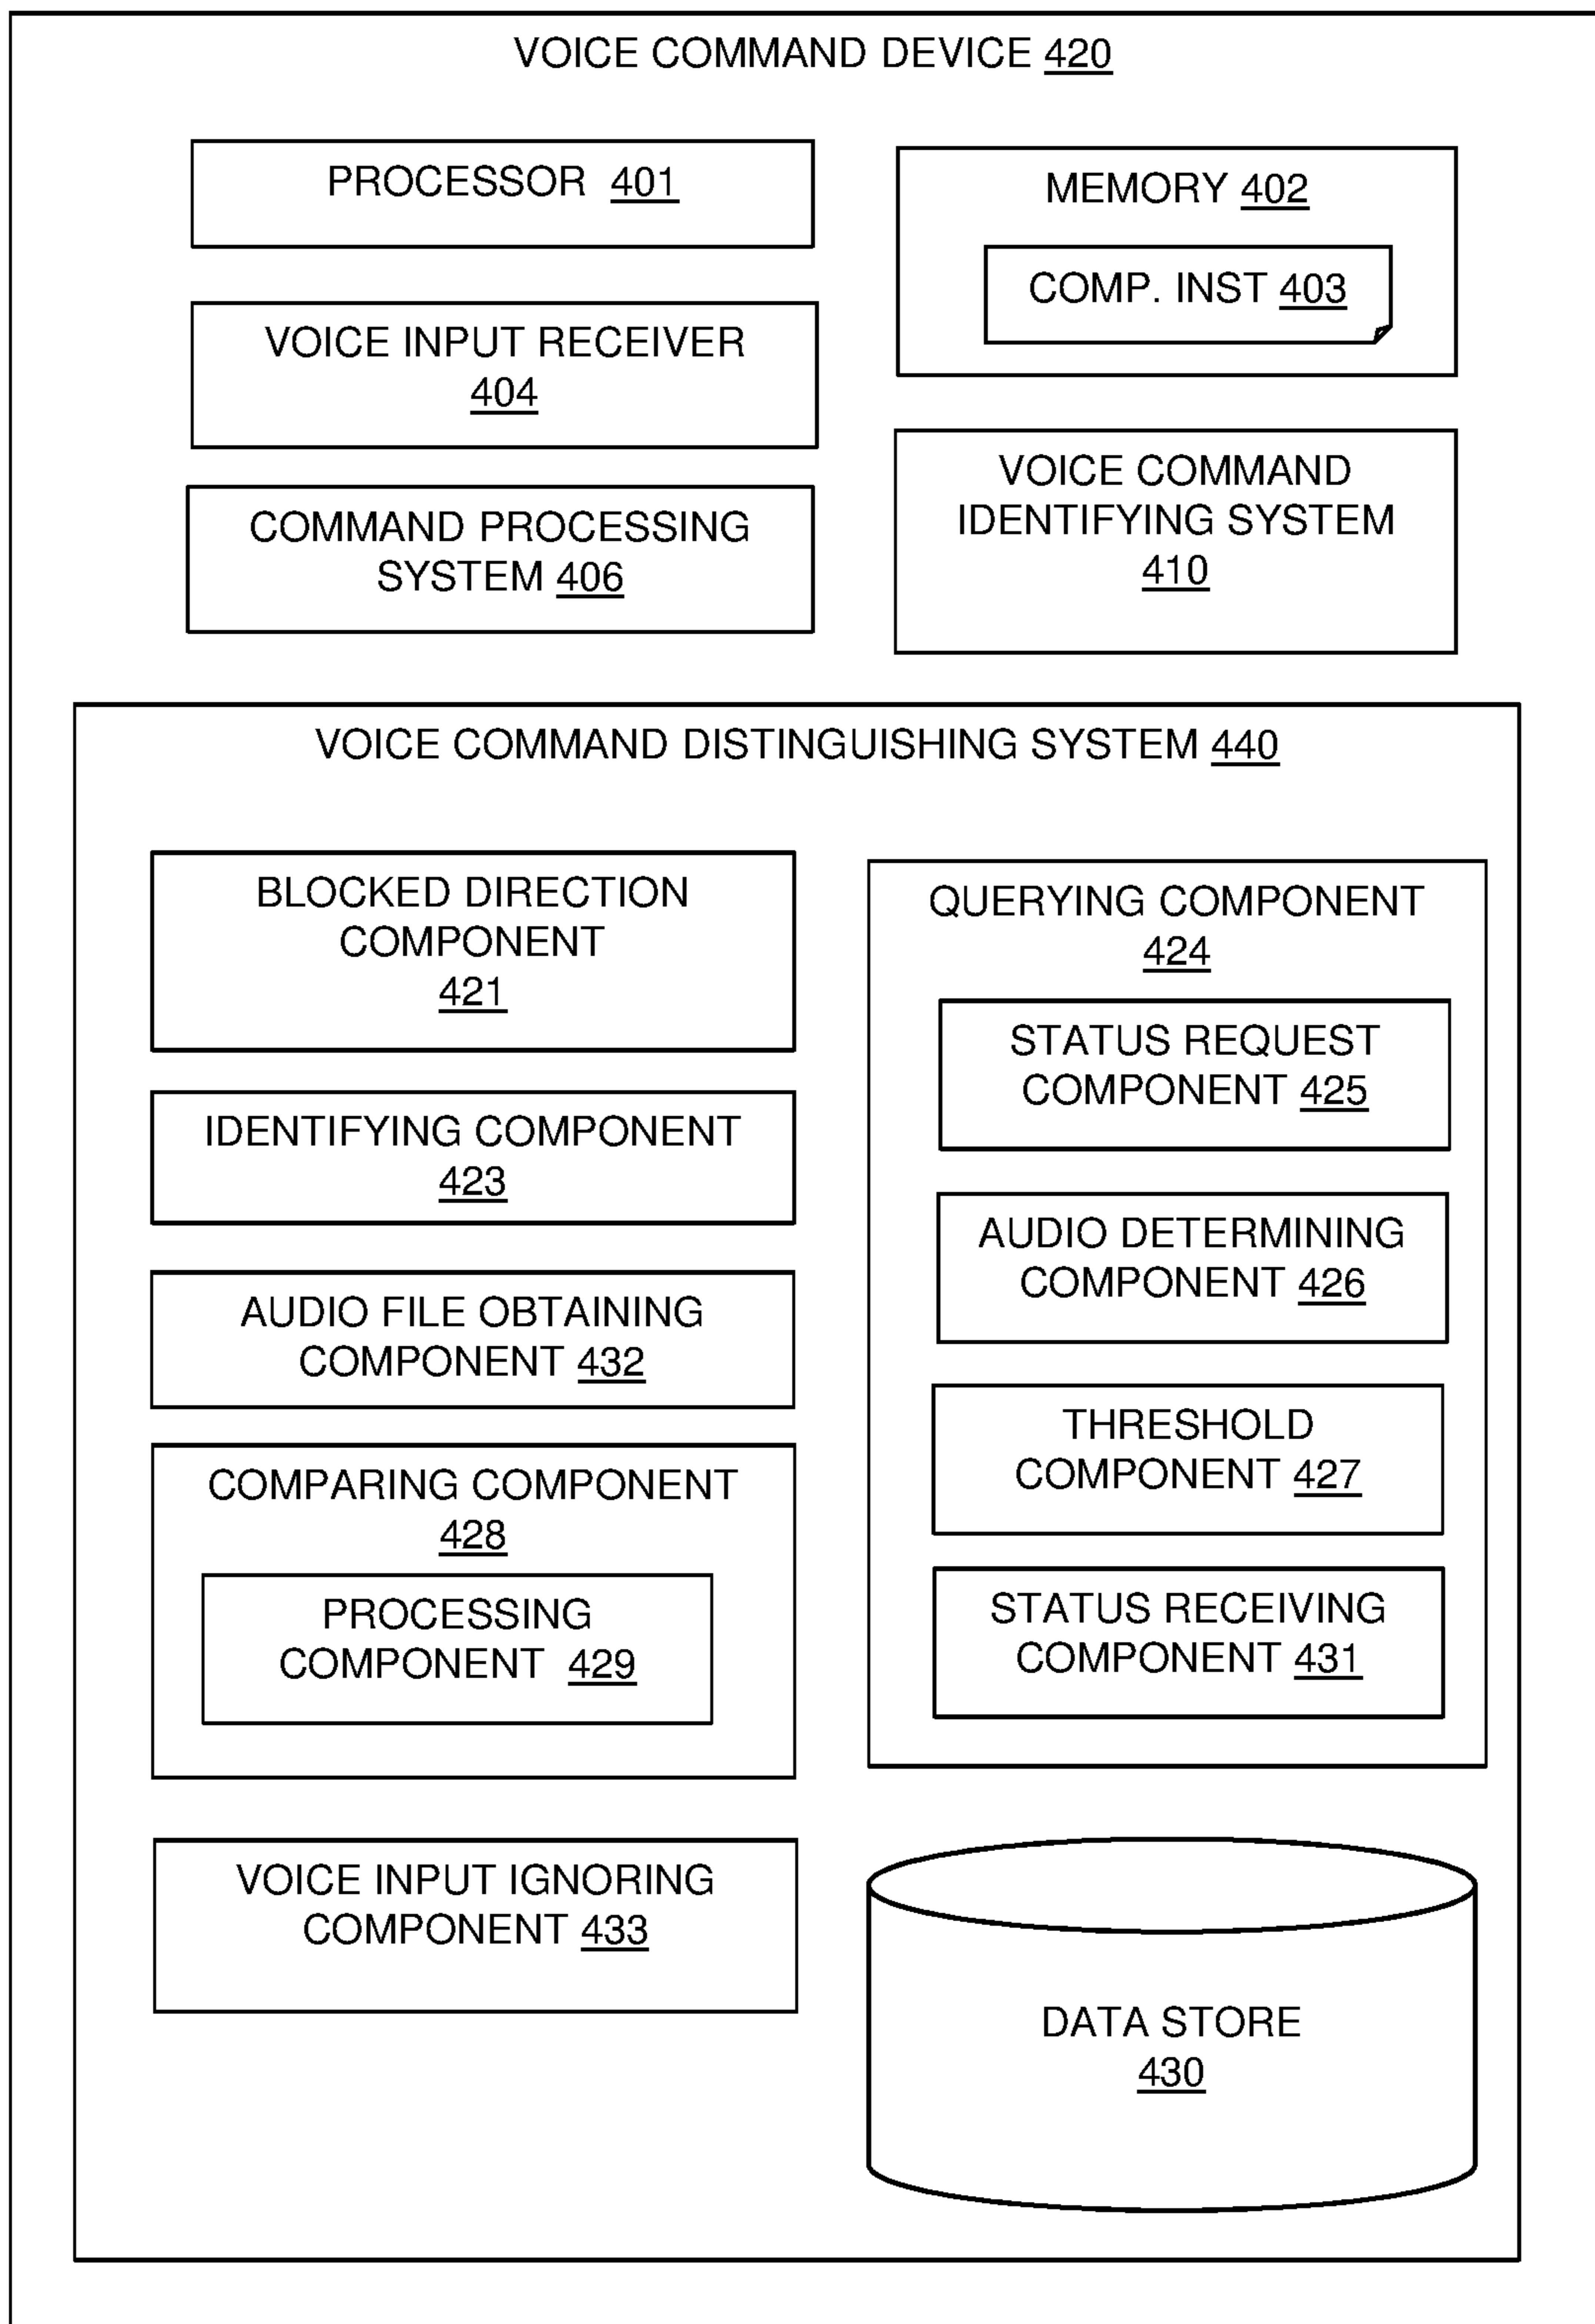 VOICE COMMAND DEVICE 420
PROCESSOR 401
MEMORY 402
COMP. INST 403
VOICE INPUT RECEIVER
404
COMMAND PROCESSING
SYSTEM 406
VOICE COMMAND
IDENTIFYING SYSTEM
410
VOICE COMMAND DISTINGUISHING SYSTEM 440
BLOCKED DIRECTION
COMPONENT
421
IDENTIFYING COMPONENT
423
AUDIO FILE OBTAINING
COMPONENT 432
COMPARING COMPONENT
428
PROCESSING
COMPONENT 429
VOICE INPUT IGNORING
COMPONENT 433
QUERYING COMPONENT
424
STATUS REQUEST
COMPONENT 425
AUDIO DETERMINING
COMPONENT 426
THRESHOLD
COMPONENT 427
STATUS RECEIVING
COMPONENT 431
DATA STORE
430